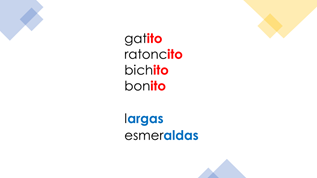 gatito
ratoncito
bichito
bonito
largas
esmeraldas